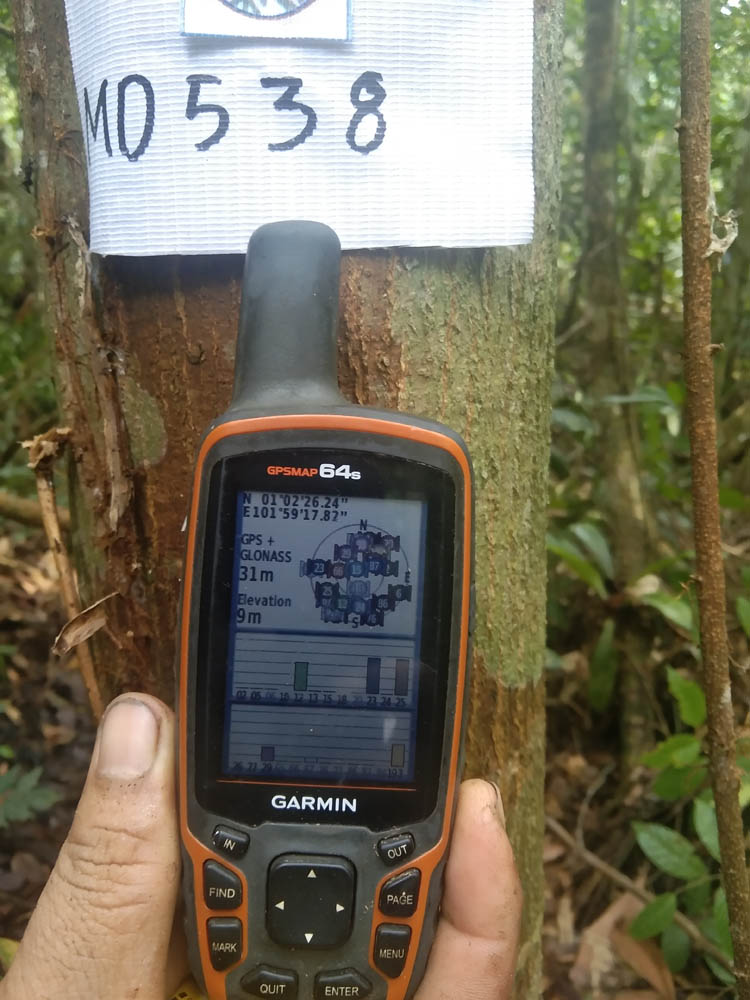 MD538
GPSMAP 64s
N 01°02'26.24"
E101°59'17.82"
GPS +
GLONASS
31m
Elevation
9m
N
E
S
GARMIN
IN
OUT
FIND
PAGE
MARK
MENU
QUIT
ENTER